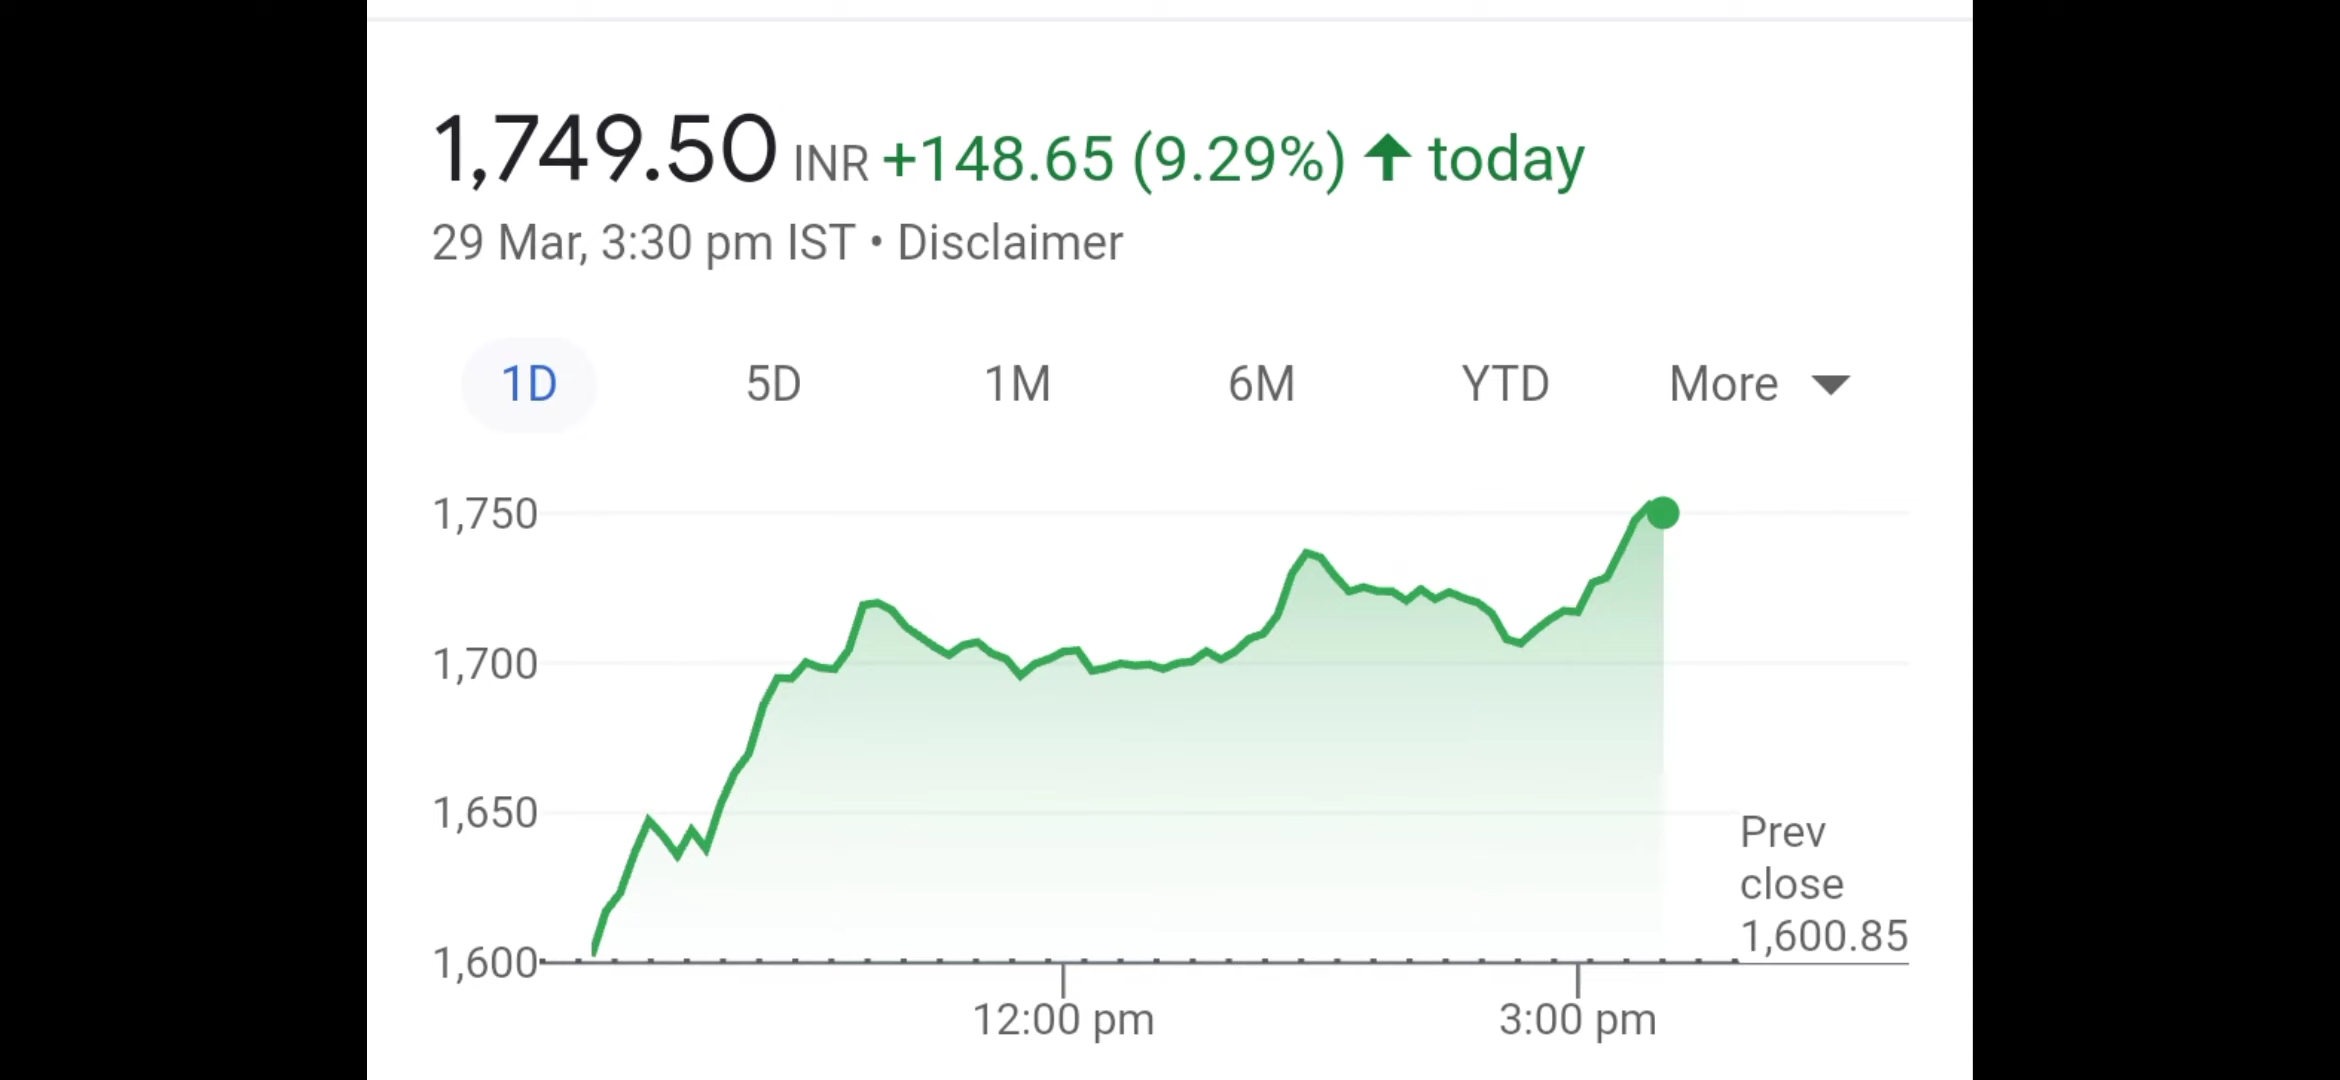 1,749.50 INR +148.65 (9.29%) ↑ today
29 Mar, 3:30 pm IST • Disclaimer
1D 5D 1M 6M YTD More
1,750
1,700
1,650
1,600
Prev
close
1,600.85
12:00 pm 3:00 pm